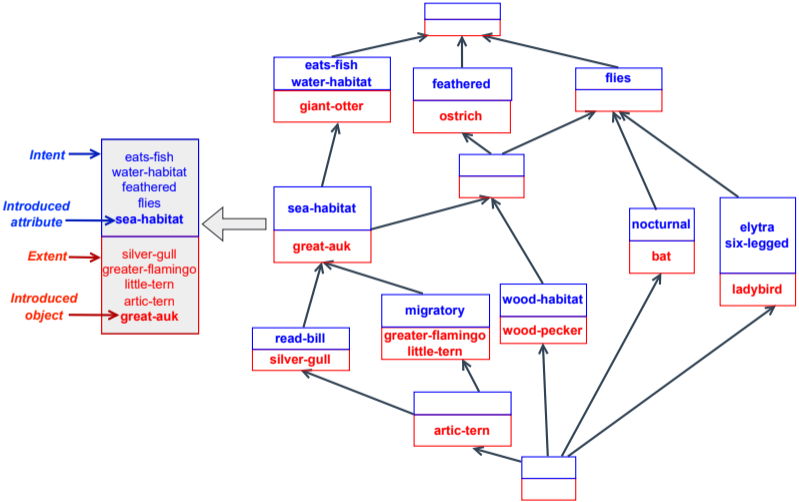 eats-fish
water-habitat
giant-otter
feathered
ostrich
flies
Intent
eats-fish
water-habitat
feathered
flies
sea-habitat
Introduced
attribute
Extent
silver-gull
greater-flamingo
little-tern
artic-tern
great-auk
Introduced
object
sea-habitat
great-auk
nocturnal
bat
elytra
six-legged
ladybird
read-bill
silver-gull
migratory
greater-flamingo
little-tern
wood-habitat
wood-pecker
artic-tern